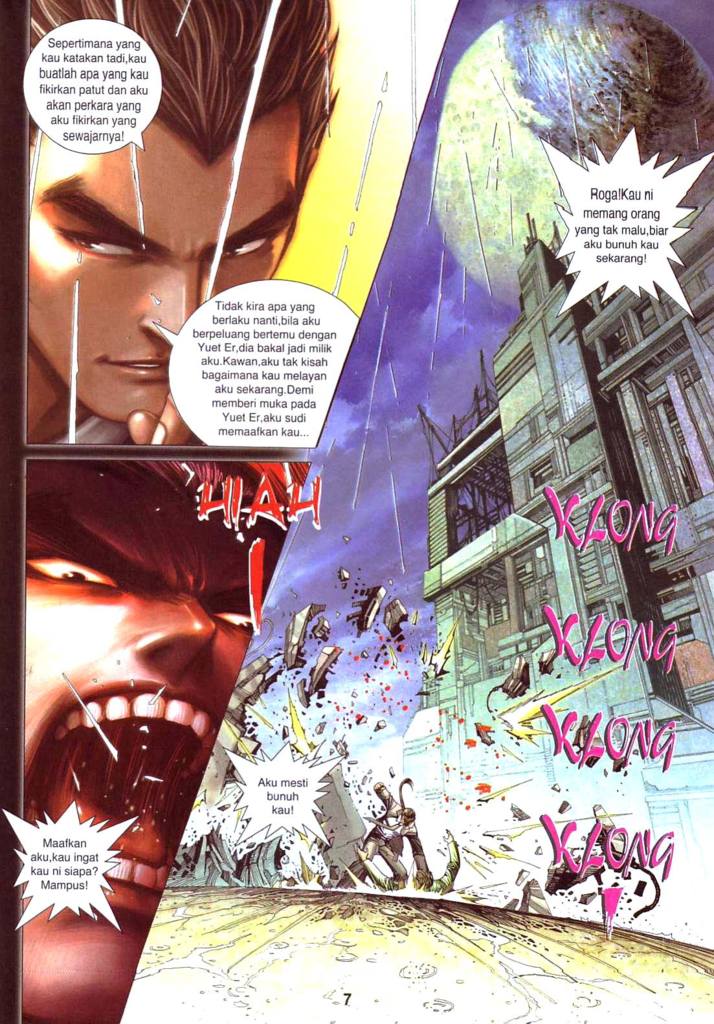 Sepertimana yang
kau katakan tadi,kau
buatlah apa yang kau
fikirkan patut dan aku
akan perkara yang
aku fikirkan yang
sewajarnya!
Tidak kira apa yang
berlaku nanti,bila aku
berpeluang bertemu dengan
Yuet Er,dia bakal jadi milik
aku.Kawan,aku tak kisah
bagaimana kau melayan
aku sekarang.Demi
memberi muka pada
Yuet Er,aku sudi
memaafkan kau...
Roga!Kau ni
memang orang
yang tak malu,biar
aku bunuh kau
sekarang!
HIAH
!
KLONG
KLONG
KLONG
KLONG
!
Aku mesti
bunuh
kau!
Maafkan
aku,kau ingat
kau ni siapa?
Mampus!
7